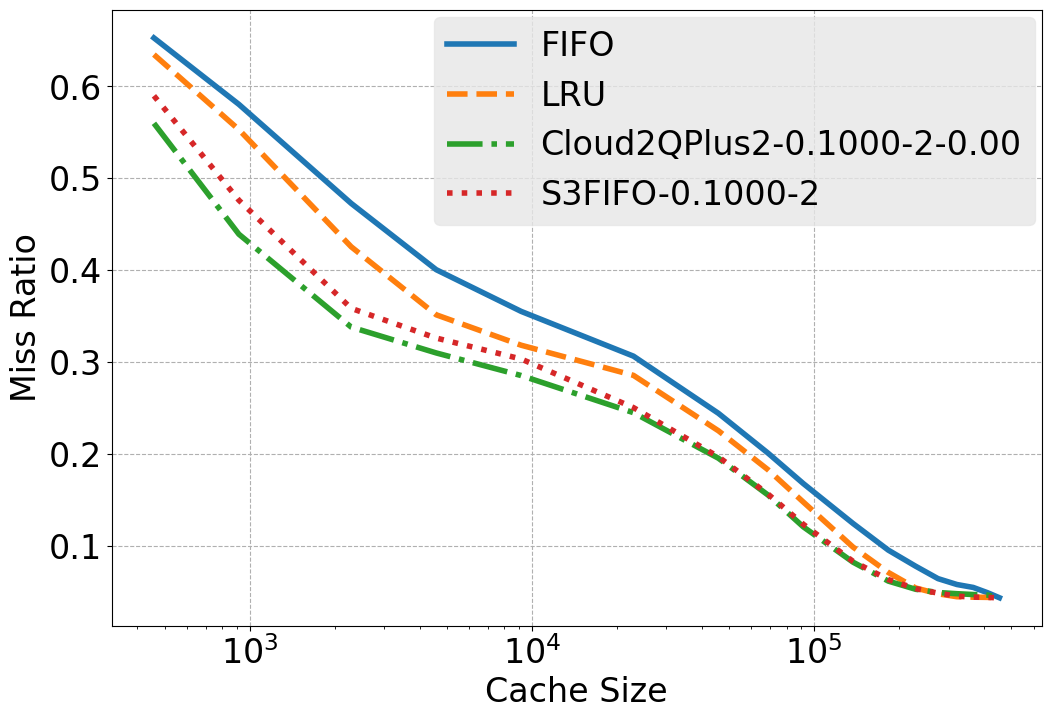 FIFO
LRU
Cloud2QPlus2-0.1000-2-0.00
S3FIFO-0.1000-2
Miss Ratio
0.6
0.5
0.4
0.3
0.2
0.1
10³ 10⁴ 10⁵
Cache Size